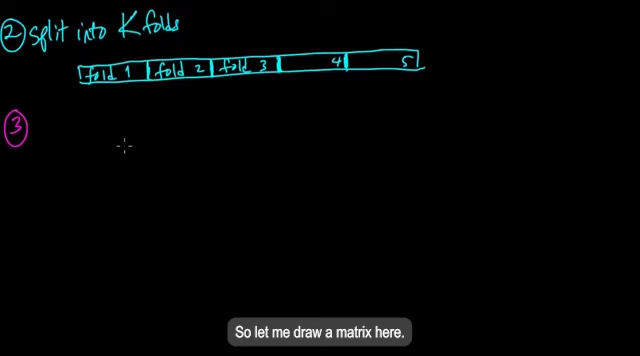 2 Split into K folds
fold 1 fold 2 fold 3 4 5
3
So let me draw a matrix here.